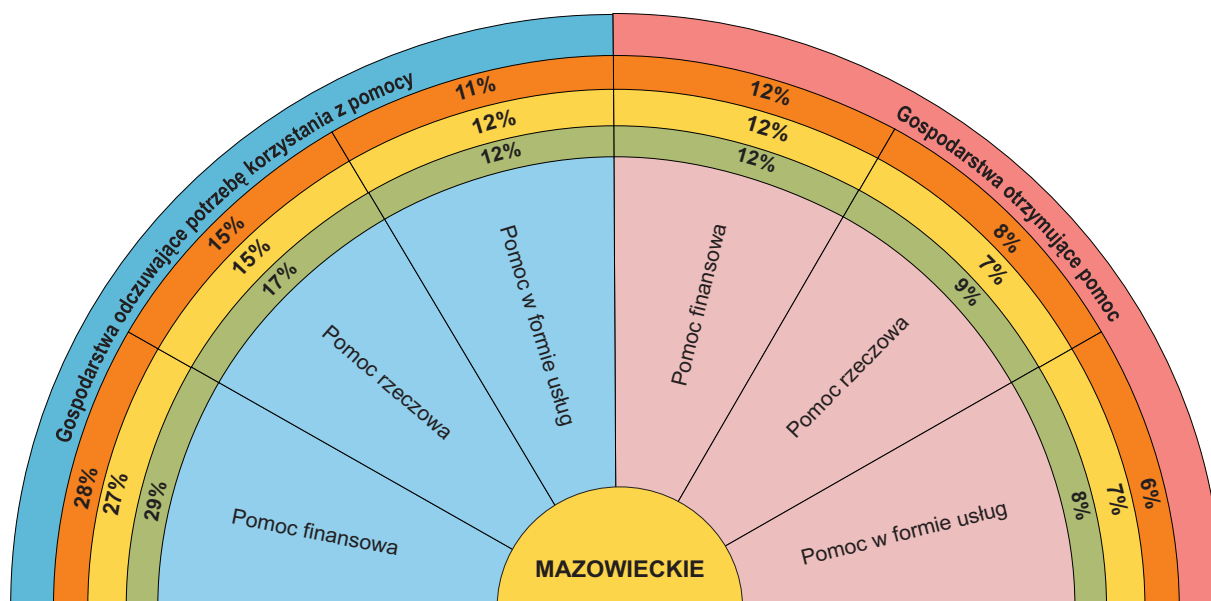 Gospodarstwa odczuwające potrzebę korzystania z pomocy
Gospodarstwa otrzymujące pomoc
28%
27%
29%
Pomoc finansowa
15%
15%
17%
Pomoc rzeczowa
11%
12%
12%
Pomoc w formie usług
12%
12%
12%
Pomoc finansowa
8%
7%
9%
Pomoc rzeczowa
6%
7%
8%
Pomoc w formie usług
MAZOWIECKIE